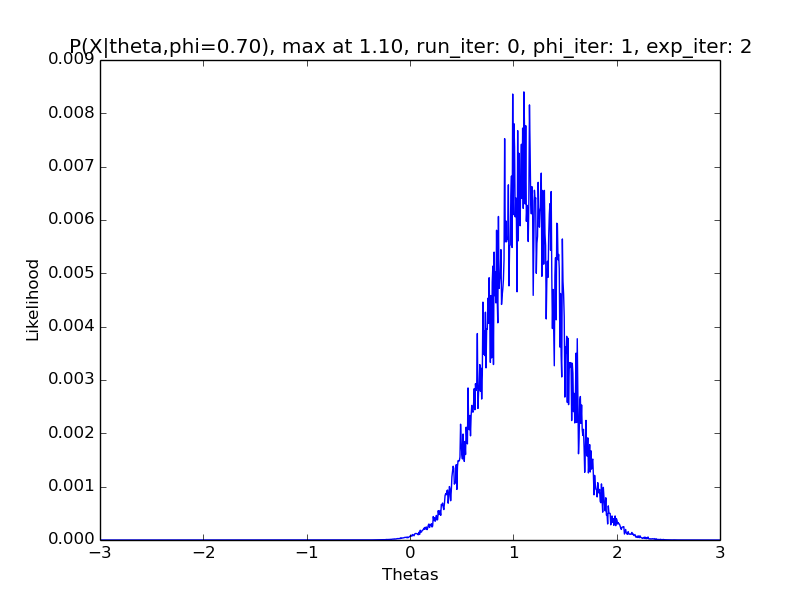 P(X|theta,phi=0.70), max at 1.10, run_iter: 0, phi_iter: 1, exp_iter: 2
0.009
0.008
0.007
0.006
0.005
0.004
0.003
0.002
0.001
0.000
Likelihood
−3 −2 −1 0 1 2 3
Thetas